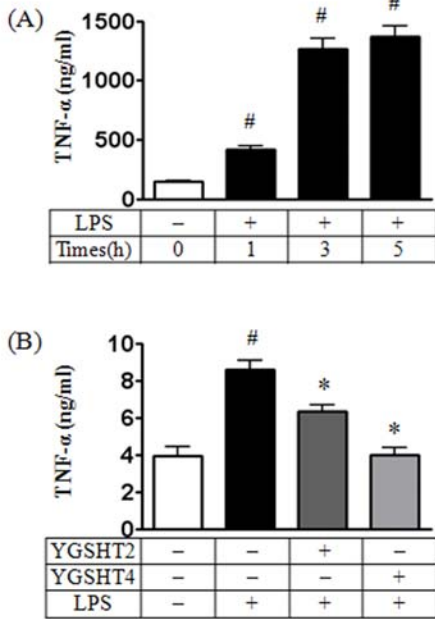 (A)
TNF-α (ng/ml)
1500
1000
500
0
# # #
LPS − + + +
Times(h) 0 1 3 5
(B)
TNF-α (ng/ml)
10
8
6
4
2
0
# * *
YGSHT2 − − + −
YGSHT4 − − − +
LPS − + + +